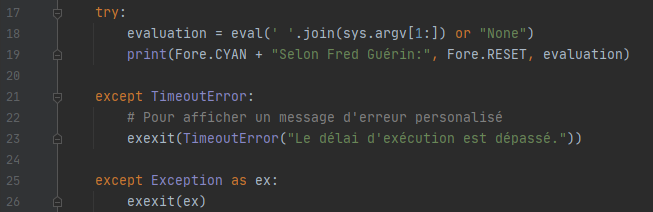 17 try:
18 evaluation = eval(' '.join(sys.argv[1:]) or "None")
19 print(Fore.CYAN + "Selon Fred Guérin:", Fore.RESET, evaluation)
20
21 except TimeoutError:
22 # Pour afficher un message d'erreur personalisé
23 exexit(TimeoutError("Le délai d'exécution est dépassé."))
24
25 except Exception as ex:
26 exexit(ex)